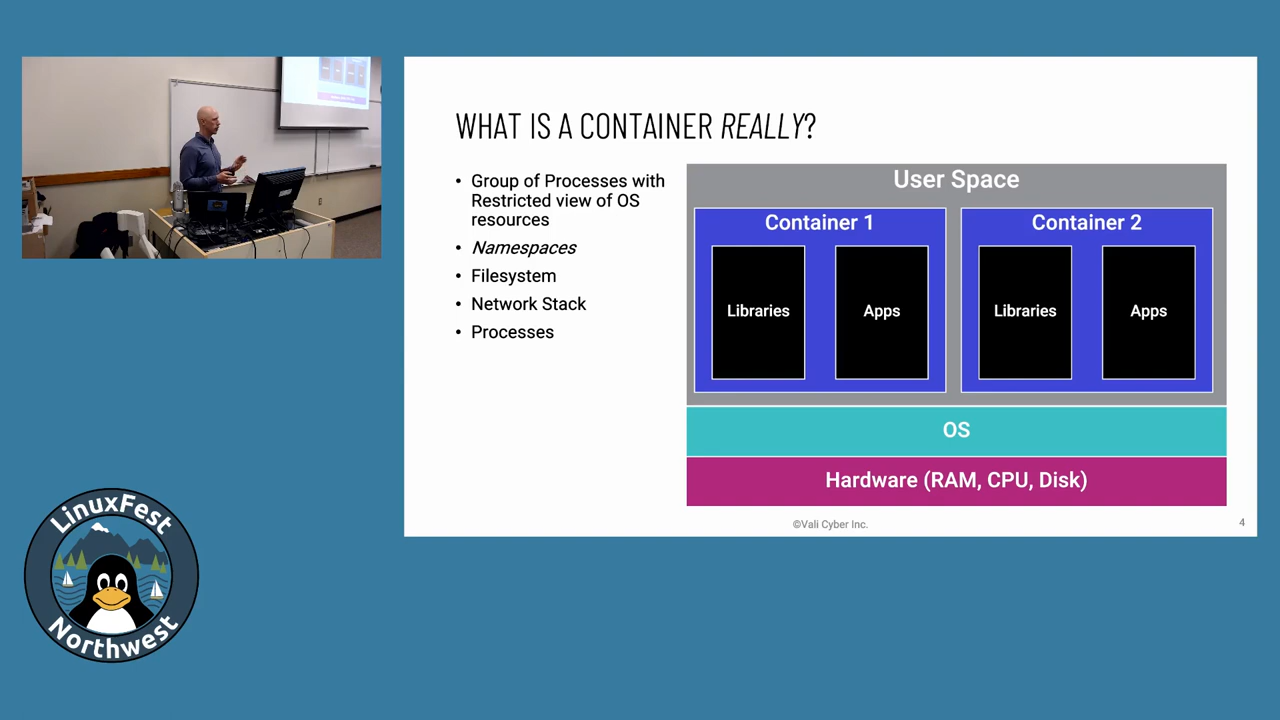 WHAT IS A CONTAINER REALLY?
• Group of Processes with
Restricted view of OS
resources
• Namespaces
• Filesystem
• Network Stack
• Processes
User Space
Container 1
Libraries
Apps
Container 2
Libraries
Apps
OS
Hardware (RAM, CPU, Disk)
©Vali Cyber Inc.
4
LinuxFest
Northwest